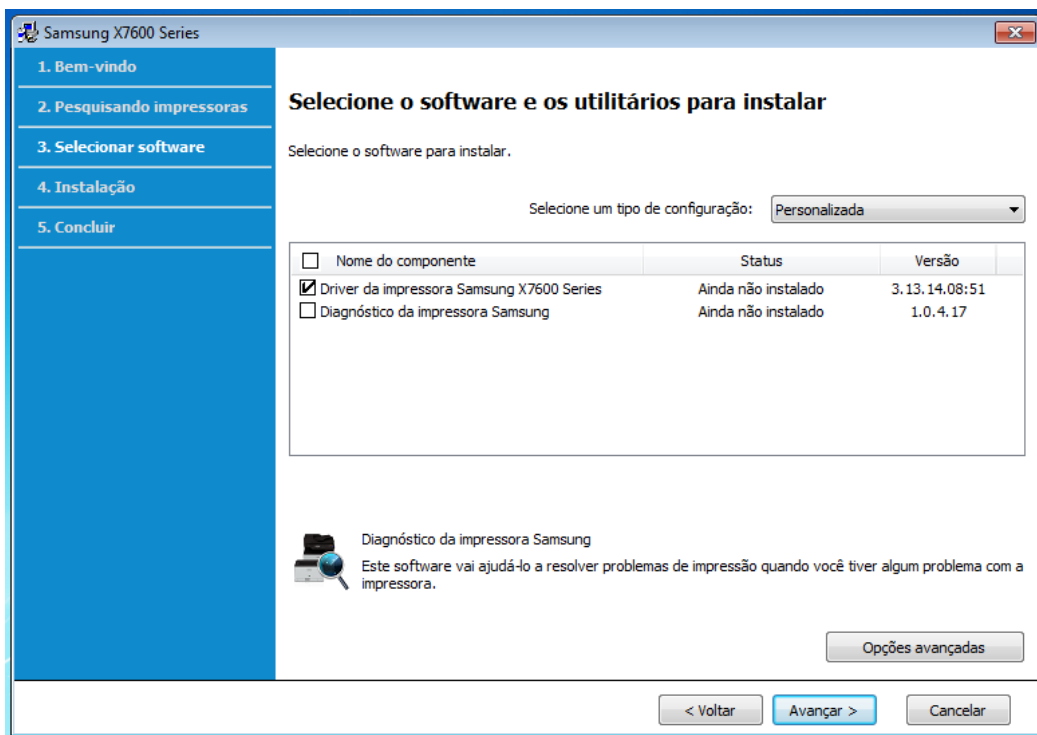 Samsung X7600 Series
1. Bem-vindo
2. Pesquisando impressoras
3. Selecionar software
4. Instalação
5. Concluir
Selecione o software e os utilitários para instalar
Selecione o software para instalar.
Selecione um tipo de configuração: Personalizada
Nome do componente Status Versão
Driver da impressora Samsung X7600 Series Ainda não instalado 3.13.14.08:51
Diagnóstico da impressora Samsung Ainda não instalado 1.0.4.17
Diagnóstico da impressora Samsung
Este software vai ajudá-lo a resolver problemas de impressão quando você tiver algum problema com a
impressora.
Opções avançadas
< Voltar Avançar > Cancelar